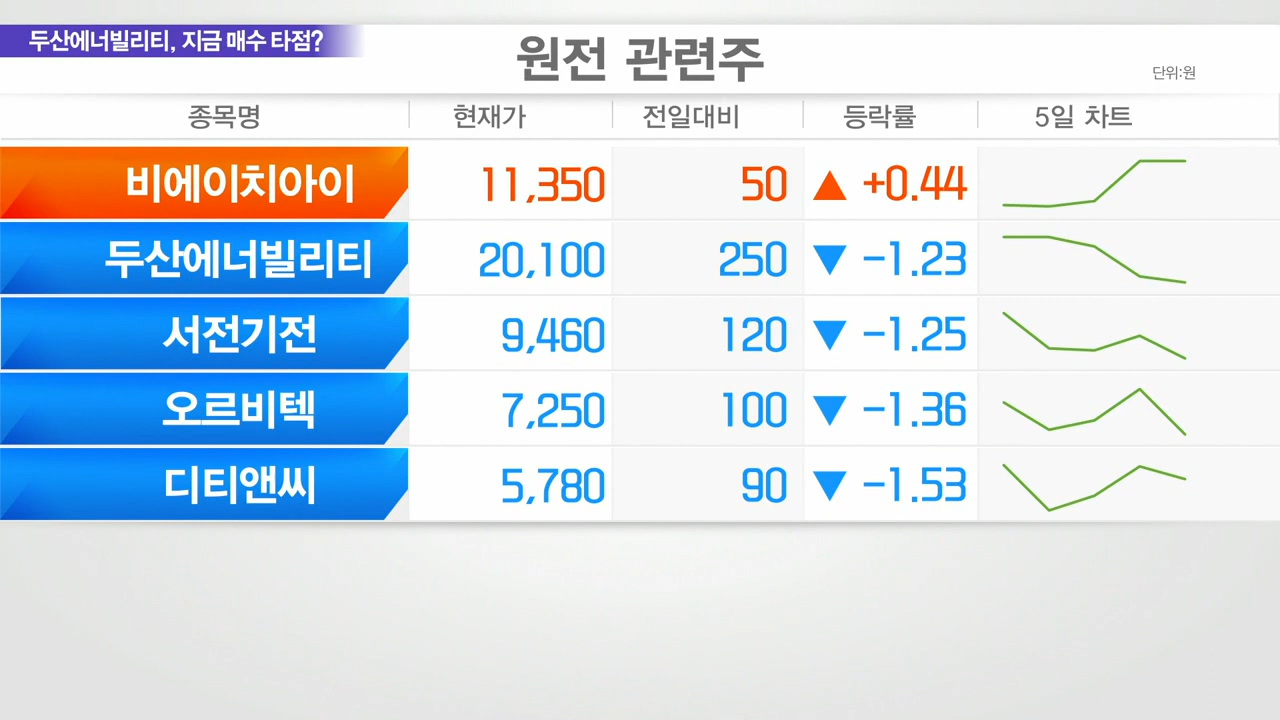 두산에너빌리티, 지금 매수 타점?
원전 관련주
단위:원
종목명 현재가 전일대비 등락률 5일 차트
비에이치아이 11,350 50 ▲ +0.44
두산에너빌리티 20,100 250 ▼ -1.23
서전기전 9,460 120 ▼ -1.25
오르비텍 7,250 100 ▼ -1.36
디티앤씨 5,780 90 ▼ -1.53